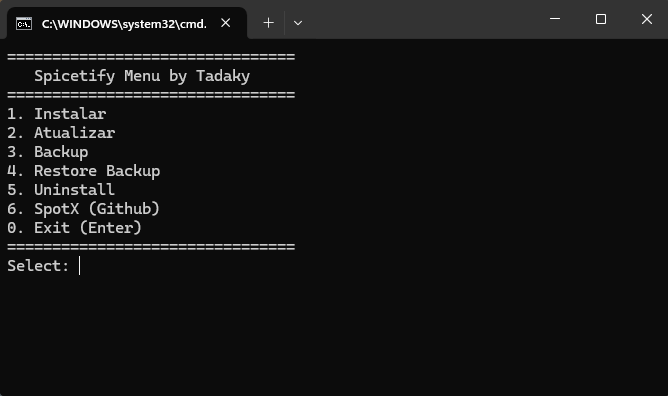 C:\WINDOWS\system32\cmd.
================================
Spicetify Menu by Tadaky
================================
1. Instalar
2. Atualizar
3. Backup
4. Restore Backup
5. Uninstall
6. SpotX (Github)
0. Exit (Enter)
================================
Select: